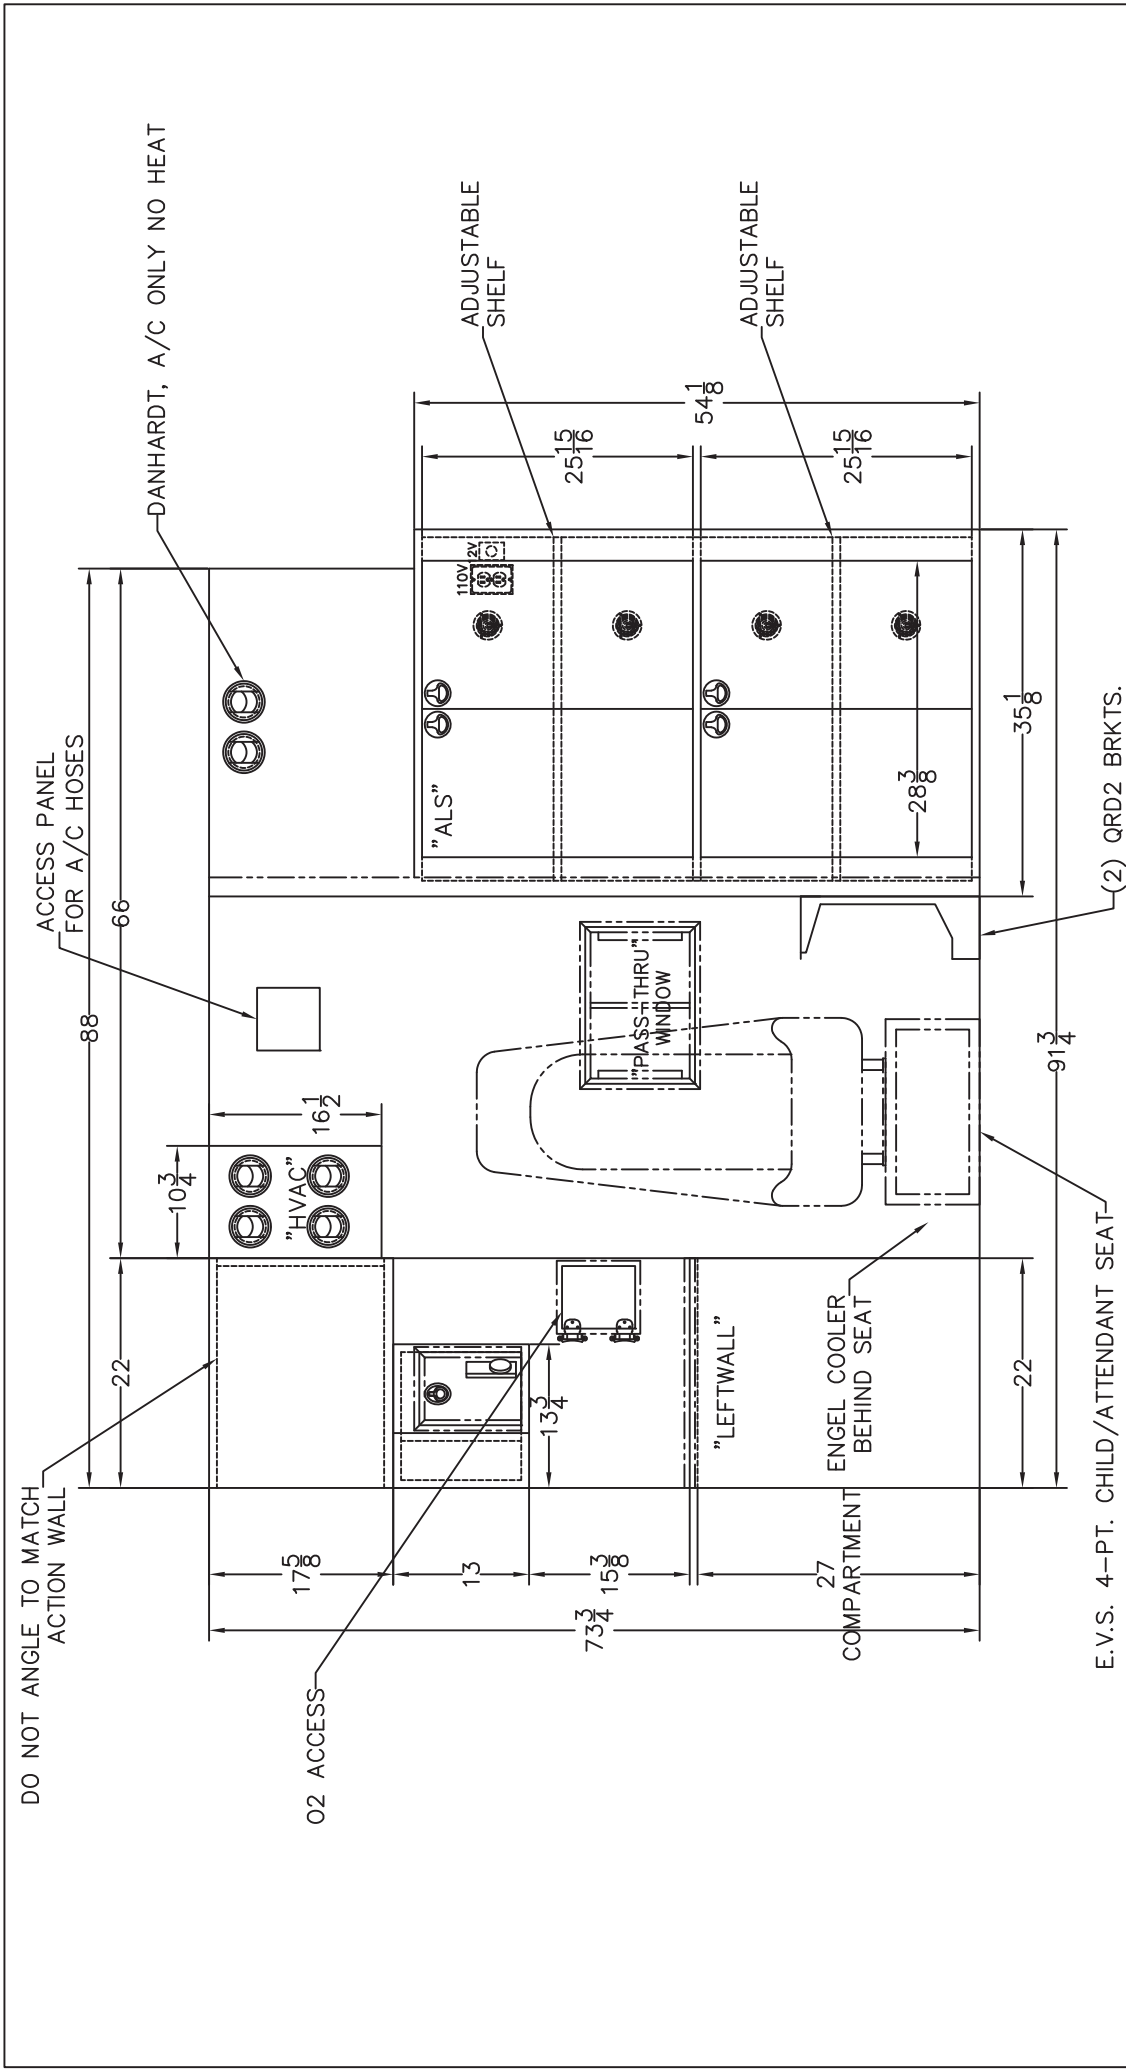 DO NOT ANGLE TO MATCH
ACTION WALL
ACCESS PANEL
FOR A/C HOSES
DANHARDT, A/C ONLY NO HEAT
88
22
66
10 3/4
16 1/2
"HVAC"
17 5/8
13
15 3/8
27
73 3/4
O2 ACCESS
13 3/4
"LEFTWALL"
"PASS-THRU"
WINDOW
"ALS"
110V
12V
ADJUSTABLE
SHELF
ADJUSTABLE
SHELF
25 15/16
25 15/16
54 1/8
28 3/8
35 1/8
ENGEL COOLER
BEHIND SEAT
COMPARTMENT
22
91 3/4
E.V.S. 4-PT. CHILD/ATTENDANT SEAT
(2) QRD2 BRKTS.